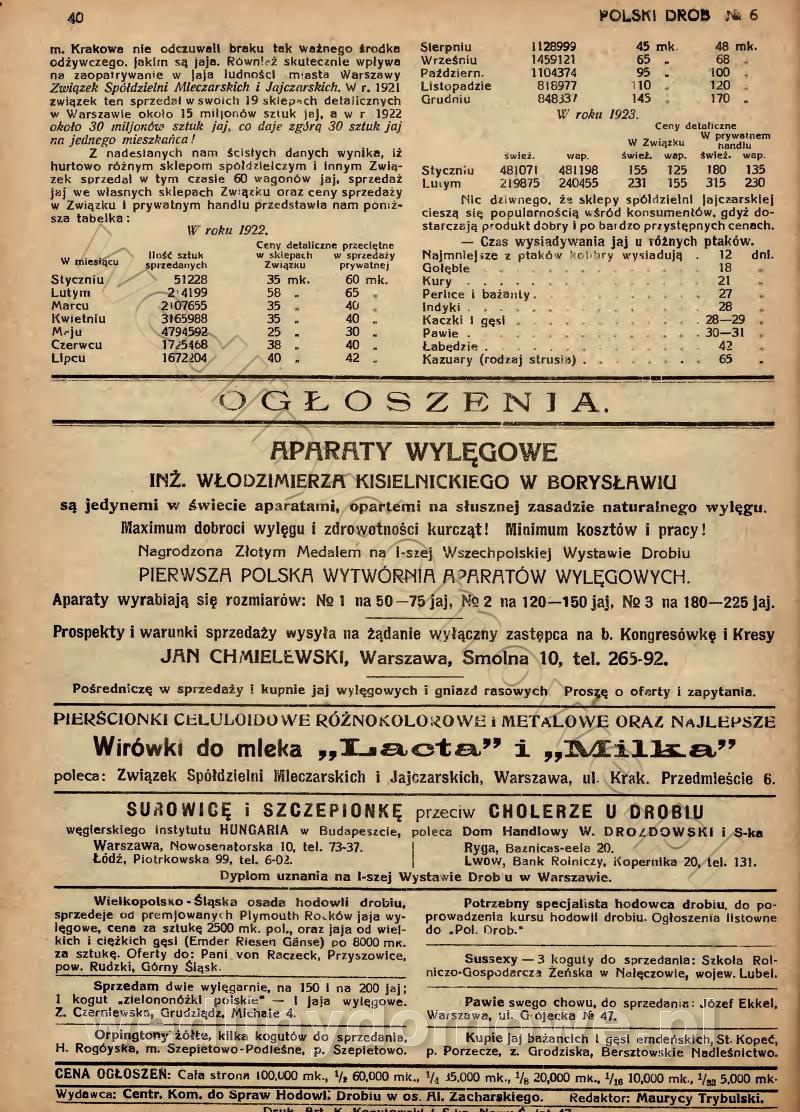 40
POLSKI DROB № 6
m. Krakowa nie odczuwali braku tak ważnego środka
odżywczego, jakim są jaja. Również skutecznie wpływa
na zaopatrywanie w jaja ludności miasta Warszawy
Związek Spółdzielni Mleczarskich i Jajczarskich. W r. 1921
związek ten sprzedał w swoich 19 sklepach detalicznych
w Warszawie około 15 miljonów sztuk jaj, a w r 1922
około 30 miljonów sztuk jaj, co daje zgórą 30 sztuk jaj
na jednego mieszkańca!
Z nadesłanych nam ścisłych danych wynika, iż
hurtowo różnym sklepom spółdzielczym i innym Zwią-
zek sprzedał w tym czasie 60 wagonów jaj, sprzedaż
jaj we własnych sklepach Związku oraz ceny sprzedaży
w Związku i prywatnym handlu przedstawia nam poniż-
sza tabelka:
W roku 1922.
Ceny detaliczne przeciętne
W miesiącu Ilość sztuk sprzedanych w sklepach Związku w sprzedaży prywatnej
Styczniu 51228 35 mk. 60 mk.
Lutym 2 4199 58 „ 65 „
Marcu 2107655 35 „ 40 „
Kwietniu 3165988 35 „ 40 „
Maju 4794592 25 „ 30 „
Czerwcu 1725468 38 „ 40 „
Lipcu 1672204 40 „ 42 „
Sierpniu 1128999 45 mk. 48 mk.
Wrześniu 1459121 65 „ 68 „
Październ. 1104374 95 „ 100 „
Listopadzie 818977 110 „ 120 „
Grudniu 848337 145 „ 170 „
W roku 1923.
Ceny detaliczne
W Związku W prywatnem handlu
śwież. wap. śwież. wap. śwież. wap.
Styczniu 481071 481198 155 125 180 135
Lutym 219875 240455 231 155 315 230
Nic dziwnego, że sklepy spółdzielni jajczarskiej
cieszą się popularnością wśród konsumentów, gdyż do-
starczają produkt dobry i po bardzo przystępnych cenach.
— Czas wysiadywania jaj u różnych ptaków.
Najmniejsze z ptaków kolibry wysiadują . 12 dni.
Gołębie . . . 18 „
Kury . . . 21 „
Perlice i bażanty . . . 27 „
Indyki . . . 28 „
Kaczki i gęsi . . . 28—29 „
Pawie . . . 30—31 „
Łabędzie . . . 42 „
Kazuary (rodzaj strusia) . . . 65 „
OGŁOSZENIA.
APARATY WYLĘGOWE
INŻ. WŁODZIMIERZA KISIELNICKIEGO W BORYSŁAWIU
są jedynemi w świecie aparatami, opartemi na słusznej zasadzie naturalnego wylęgu.
Maximum dobroci wylęgu i zdrowotności kurcząt! Minimum kosztów i pracy!
Nagrodzona Złotym Medalem na I-szej Wszechpolskiej Wystawie Drobiu
PIERWSZA POLSKA WYTWÓRNIA APARATÓW WYLĘGOWYCH.
Aparaty wyrabiają się rozmiarów: № 1 na 50—75 jaj, № 2 na 120—150 jaj, № 3 na 180—225 jaj.
Prospekty i warunki sprzedaży wysyła na żądanie wyłączny zastępca na b. Kongresówkę i Kresy
JAN CHMIELEWSKI, Warszawa, Smolna 10, tel. 265-92.
Pośredniczę w sprzedaży i kupnie jaj wylęgowych i gniazd rasowych Proszę o oferty i zapytania.
PIERŚCIONKI CELULOIDOWE RÓŻNOKOLOROWE i METALOWE ORAZ NAJLEPSZE
Wirówki do mleka „Lacta” i „Milka”
poleca: Związek Spółdzielni Mleczarskich i Jajczarskich, Warszawa, ul. Krak. Przedmieście 6.
SUROWICĘ i SZCZEPIONKĘ przeciw CHOLERZE U DROBIU
węgierskiego instytutu HUNGARIA w Budapeszcie, poleca Dom Handlowy W. DROZDOWSKI i S-ka
Warszawa, Nowosenatorska 10, tel. 73-37.
Łódź, Piotrkowska 99, tel. 6-02.
Ryga, Baznicas-eela 20.
Lwow, Bank Rolniczy, Kopernika 20, tel. 131.
Dyplom uznania na I-szej Wystawie Drobiu w Warszawie.
Wielkopolsko-Śląska osada hodowli drobiu,
sprzedeje od premjowanych Plymouth Rocków jaja wy-
lęgowe, cena za sztukę 2500 mk. pol., oraz jaja od wiel-
kich i ciężkich gęsi (Emder Riesen Gänse) po 8000 mk.
za sztukę. Oferty do: Pani von Raczeck, Przyszowice,
pow. Rudzki, Górny Śląsk.
Sprzedam dwie wylęgarnie, na 150 i na 200 jaj;
1 kogut „zielononóżki polskie” — i jaja wylęgowe.
Z. Czerniewska, Grudziądz, Michale 4.
Orpingtony żółte, kilka kogutów do sprzedania,
H. Rogóyska, m. Szepietowo-Podleśne, p. Szepietowo.
Potrzebny specjalista hodowca drobiu, do po-
prowadzenia kursu hodowli drobiu. Ogłoszenia listowne
do „Pol. Drob.”
Sussexy — 3 koguty do sprzedania: Szkoła Rol-
niczo-Gospodarcza Żeńska w Nałęczowie, wojew. Lubel.
Pawie swego chowu, do sprzedania: Józef Ekkel,
Warszawa, ul. Grójecka № 47.
Kupie jaj bażancich i gęsi emdeńskich, St. Kopeć,
p. Porzecze, z. Grodziska, Bersztowskie Nadleśnictwo.
CENA OGŁOSZEŃ: Cała strona 100,000 mk., 1/2 60,000 mk., 1/4 35,000 mk., 1/8 20,000 mk., 1/16 10,000 mk., 1/32 5,000 mk.
Wydawca: Centr. Kom. do Spraw Hodowli Drobiu w os. Al. Zacharskiego. Redaktor: Maurycy Trybulski.